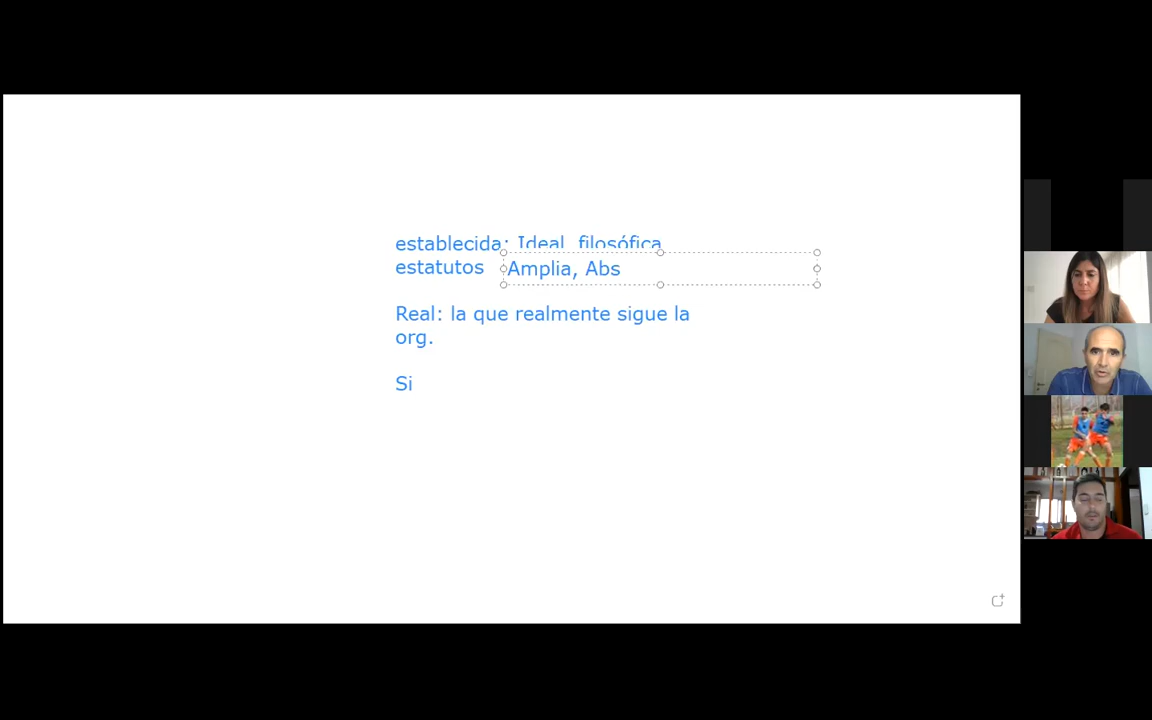 establecida: Ideal, filosófica
estatutos Amplia, Abs
Real: la que realmente sigue la
org.
Si